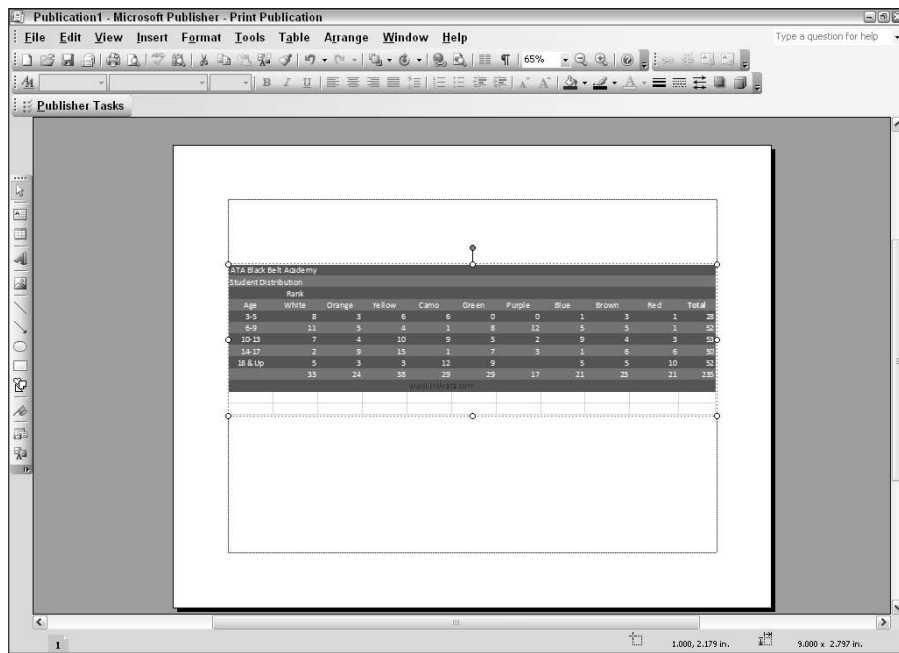 Publication1 - Microsoft Publisher - Print Publication
File Edit View Insert Format Tools Table Arrange Window Help Type a question for help
65%
B I U
Publisher Tasks
ATA Black Belt Academy
Student Distribution
Rank
Age White Orange Yellow Camo Green Purple Blue Brown Red Total
3-5 8 3 6 6 0 0 1 3 1 28
6-9 11 5 4 1 8 12 5 5 1 52
10-13 7 4 10 9 5 2 9 4 3 53
14-17 2 9 15 1 7 3 1 6 6 50
18 & Up 5 3 3 12 9 5 5 10 52
33 24 38 29 29 17 21 23 21 235
www.indyata.com
1 1.000, 2.179 in. 9.000 x 2.797 in.